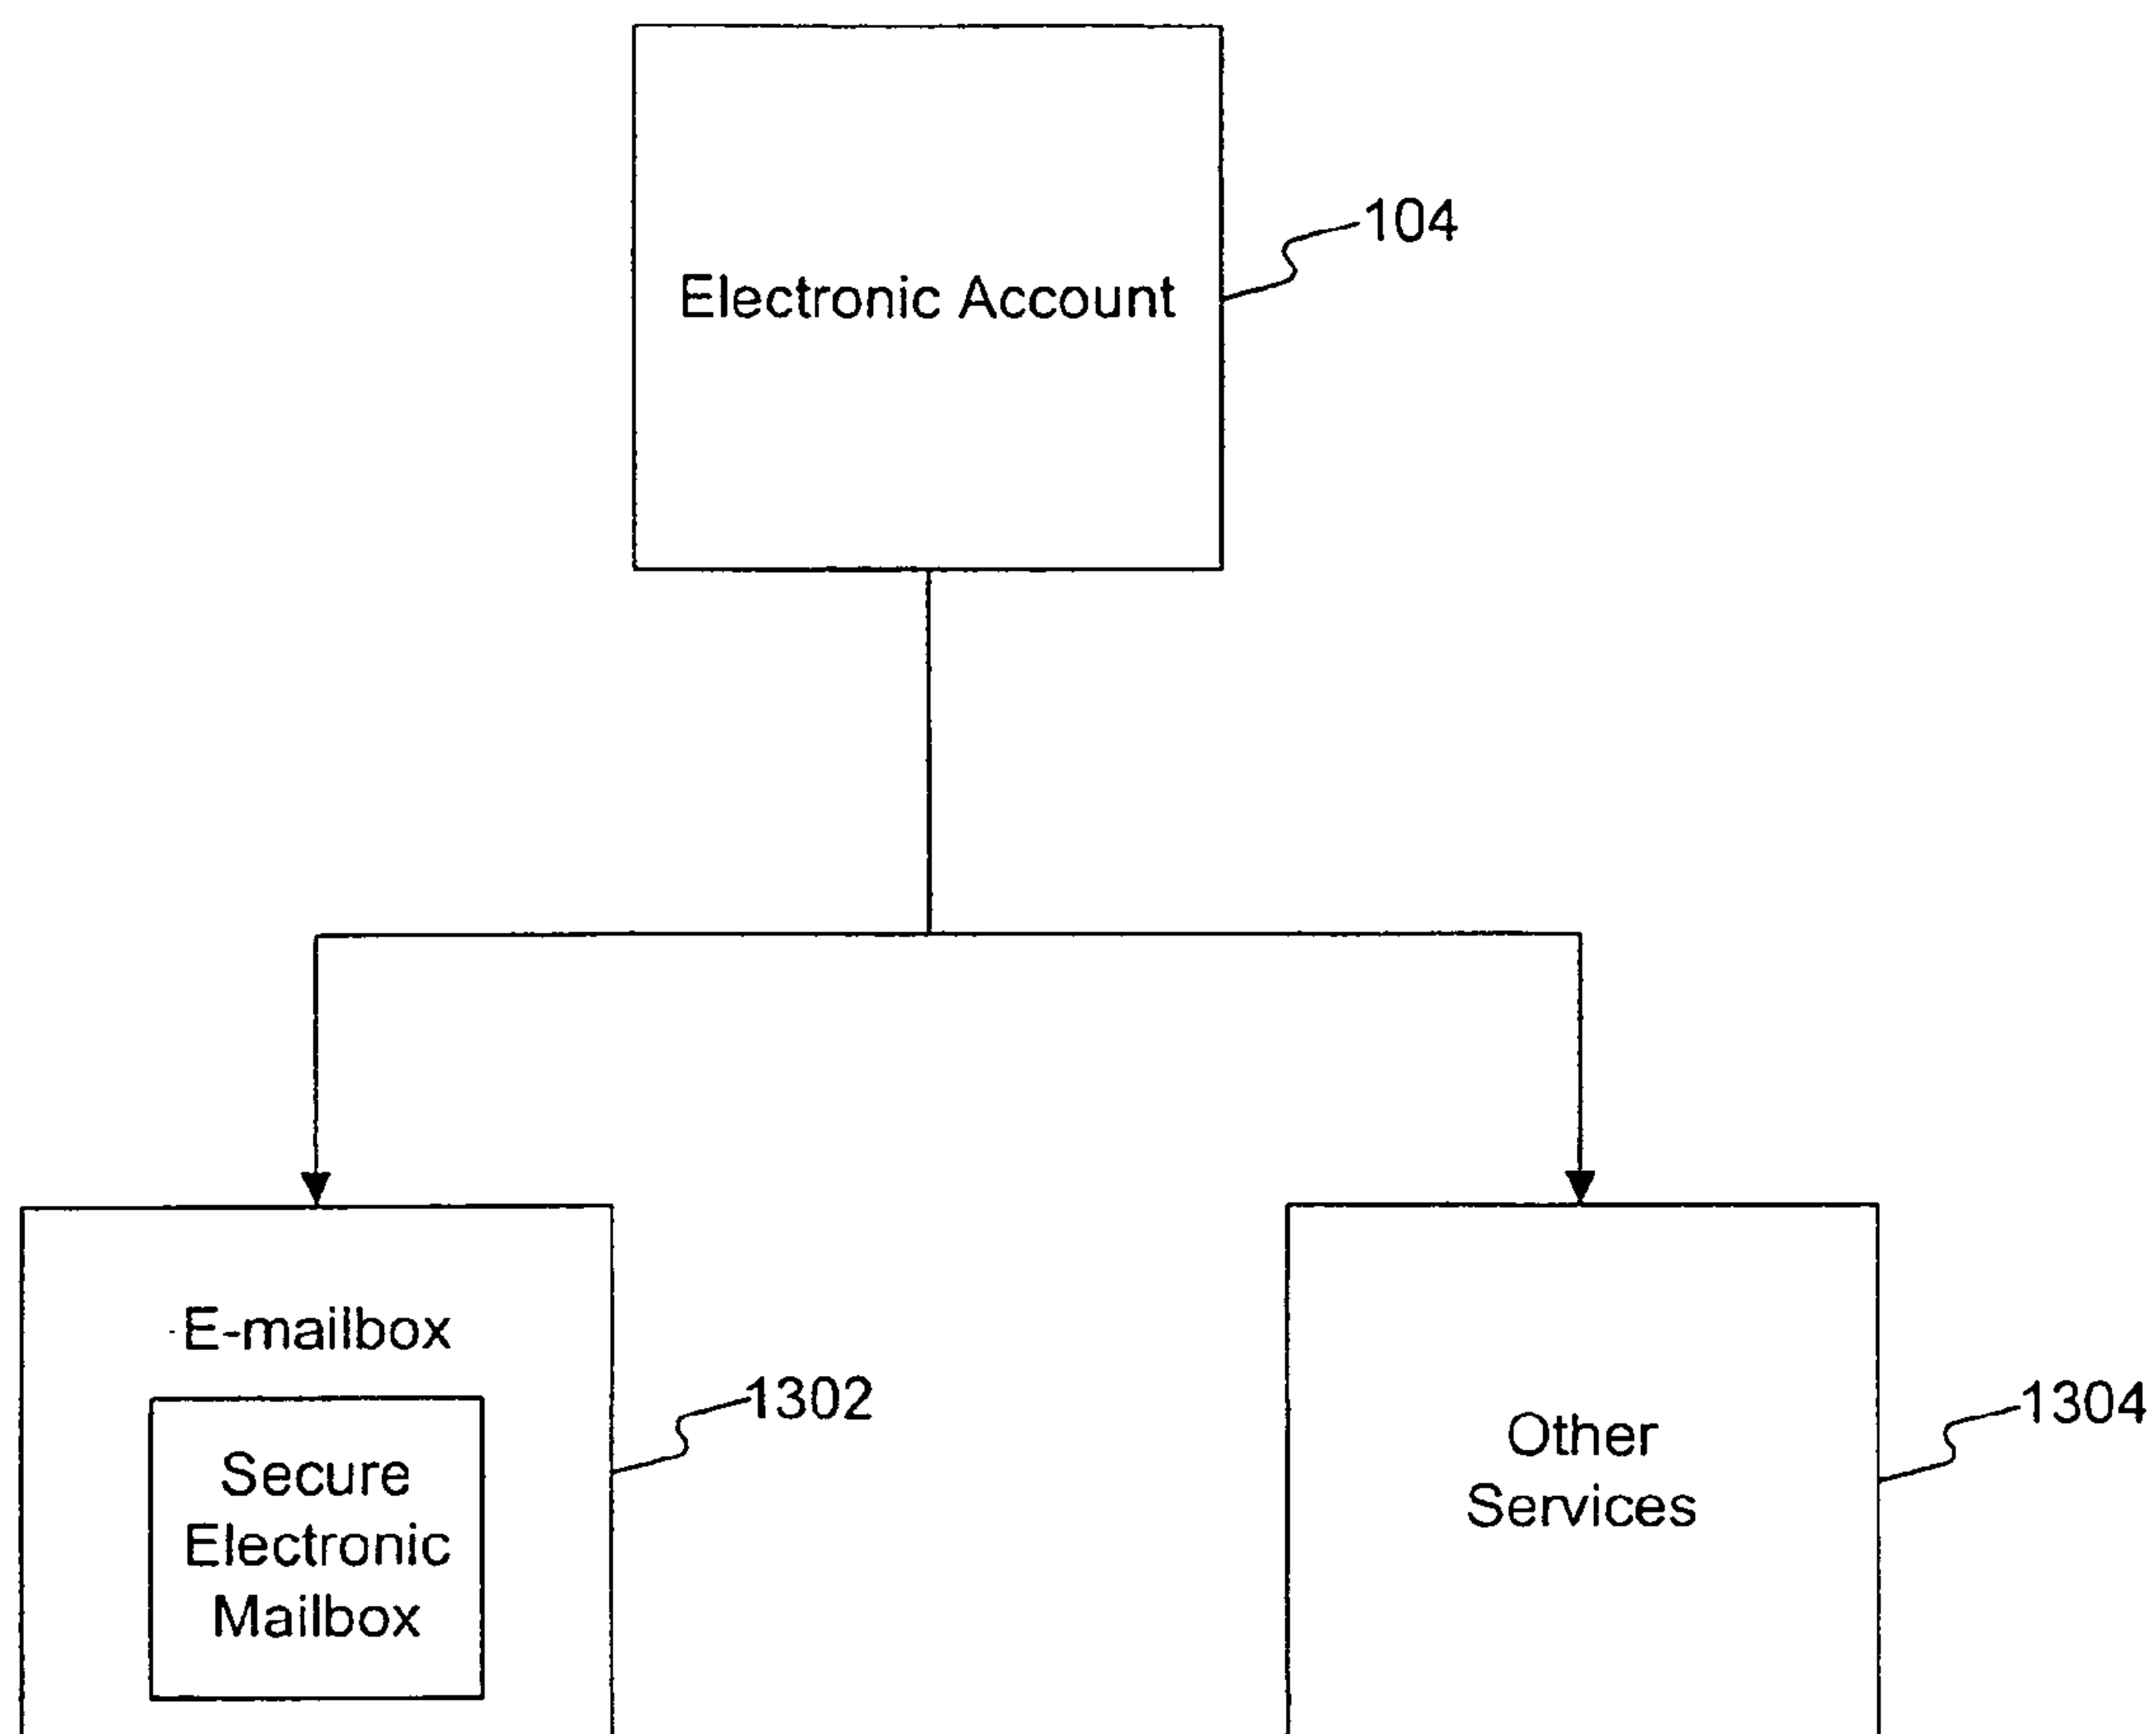 104
Electronic Account
E-mailbox
1302
Secure
Electronic
Mailbox
1304
Other
Services